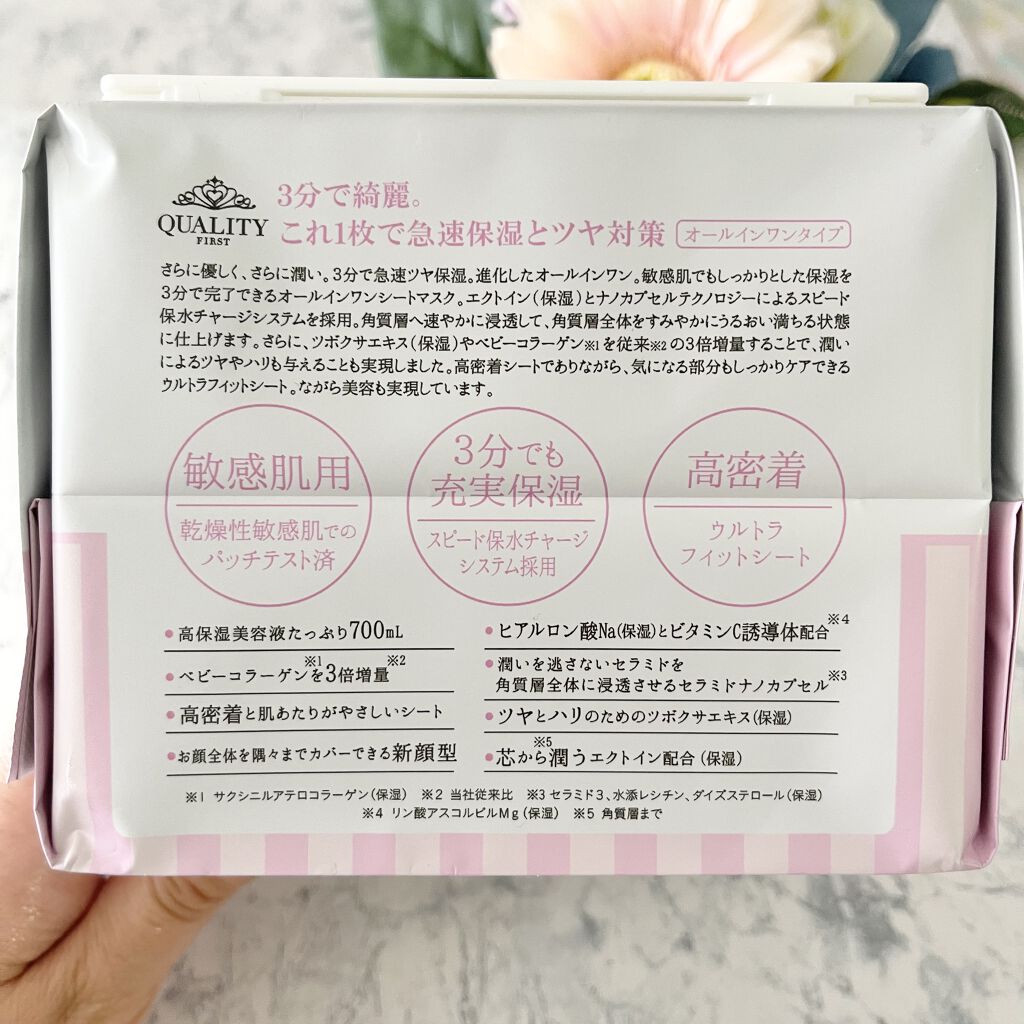 QUALITY
FIRST
3分で綺麗。
これ1枚で急速保湿とツヤ対策 オールインワンタイプ
さらに優しく、さらに潤い。3分で急速ツヤ保湿。進化したオールインワン。敏感肌でもしっかりとした保湿を
3分で完了できるオールインワンシートマスク。エクトイン(保湿)とナノカプセルテクノロジーによるスピード
保水チャージシステムを採用。角質層へ速やかに浸透して、角質層全体をすみやかにうるおい満ちる状態
に仕上げます。さらに、ツボクサエキス(保湿)やベビーコラーゲン※1を従来※2の3倍増量することで、潤い
によるツヤやハリも与えることも実現しました。高密着シートでありながら、気になる部分もしっかりケアできる
ウルトラフィットシート。ながら美容も実現しています。
敏感肌用
乾燥性敏感肌での
パッチテスト済
3分でも
充実保湿
スピード保水チャージ
システム採用
高密着
ウルトラ
フィットシート
●高保湿美容液たっぷり700mL
●ベビーコラーゲン※1を3倍増量※2
●高密着と肌あたりがやさしいシート
●お顔全体を隅々までカバーできる新顔型
●ヒアルロン酸Na(保湿)とビタミンC誘導体配合※4
●潤いを逃さないセラミドを
角質層全体に浸透させるセラミドナノカプセル※3
●ツヤとハリのためのツボクサエキス(保湿)
●芯から※5潤うエクトイン配合(保湿)
※1 サクシニルアテロコラーゲン(保湿) ※2 当社従来比 ※3 セラミド3、水添レシチン、ダイズステロール(保湿)
※4 リン酸アスコルビルMg(保湿) ※5 角質層まで